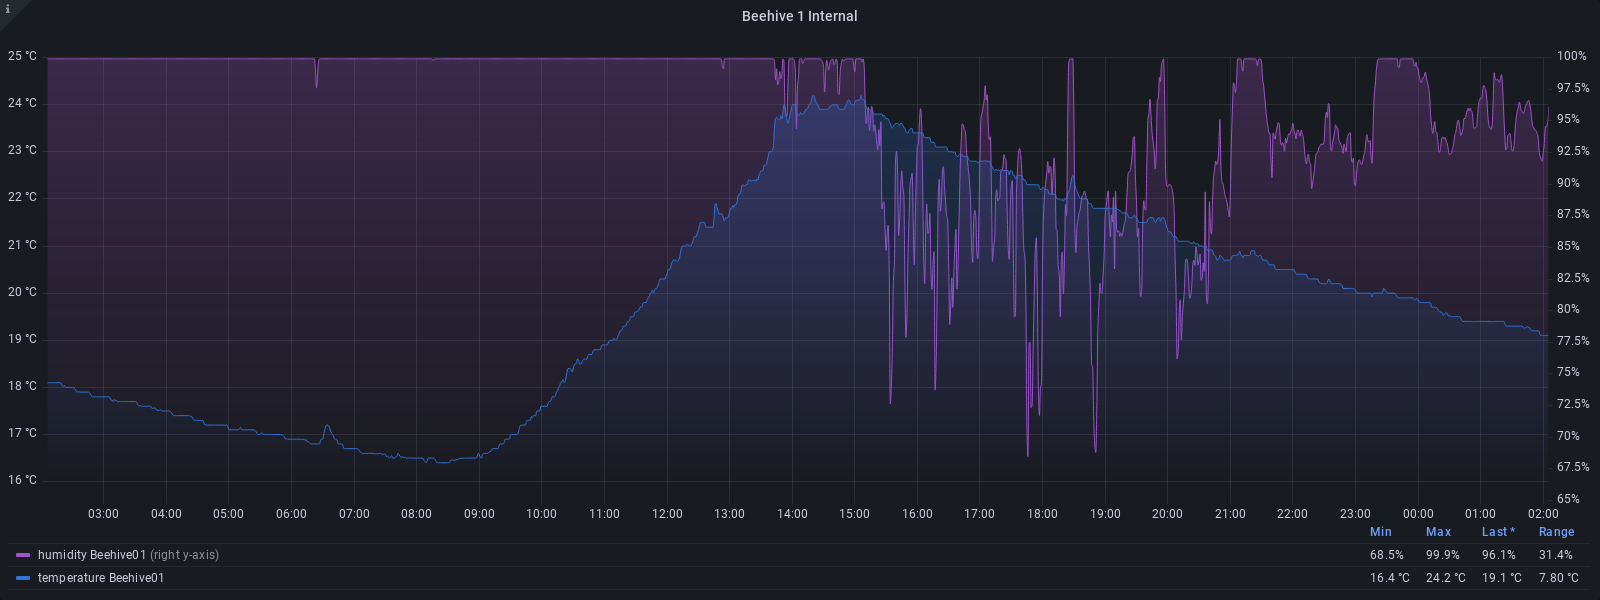 i
Beehive 1 Internal
25 °C 100%
97.5%
24 °C
95%
23 °C 92.5%
90%
22 °C
87.5%
21 °C 85%
82.5%
20 °C
80%
19 °C 77.5%
75%
18 °C
72.5%
17 °C 70%
67.5%
16 °C
65%
03:00 04:00 05:00 06:00 07:00 08:00 09:00 10:00 11:00 12:00 13:00 14:00 15:00 16:00 17:00 18:00 19:00 20:00 21:00 22:00 23:00 00:00 01:00 02:00
Min Max Last * Range
humidity Beehive01 (right y-axis) 68.5% 99.9% 96.1% 31.4%
temperature Beehive01 16.4 °C 24.2 °C 19.1 °C 7.80 °C